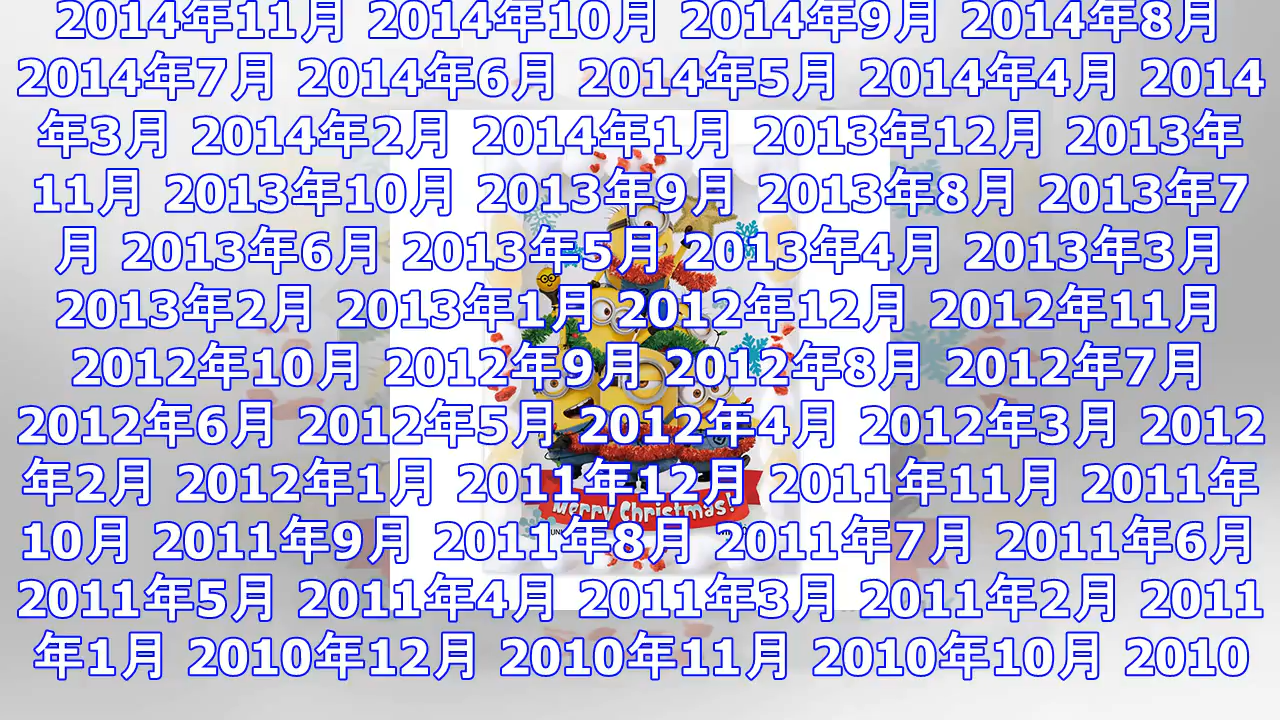 2014年11月 2014年10月 2014年9月 2014年8月
2014年7月 2014年6月 2014年5月 2014年4月 2014
年3月 2014年2月 2014年1月 2013年12月 2013年
11月 2013年10月 2013年9月 2013年8月 2013年7
月 2013年6月 2013年5月 2013年4月 2013年3月
2013年2月 2013年1月 2012年12月 2012年11月
2012年10月 2012年9月 2012年8月 2012年7月
2012年6月 2012年5月 2012年4月 2012年3月 2012
年2月 2012年1月 2011年12月 2011年11月 2011年
Merry Christmas!
10月 2011年9月 2011年8月 2011年7月 2011年6月
2011年5月 2011年4月 2011年3月 2011年2月 2011
年1月 2010年12月 2010年11月 2010年10月 2010